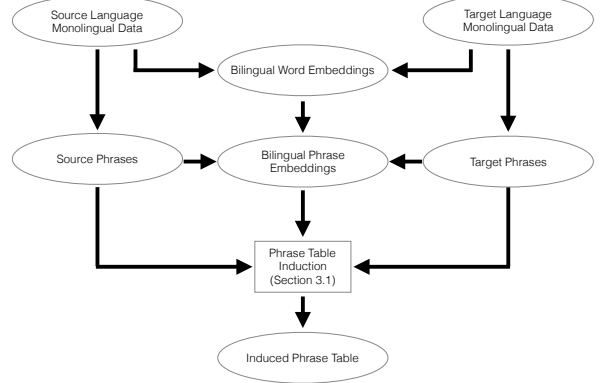 Source Language
Monolingual Data
Target Language
Monolingual Data
Bilingual Word Embeddings
Source Phrases
Bilingual Phrase
Embeddings
Target Phrases
Phrase Table
Induction
(Section 3.1)
Induced Phrase Table